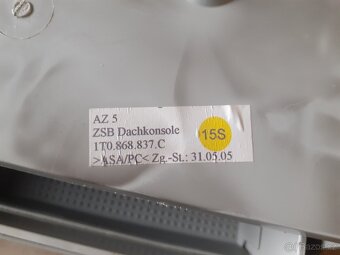 AZ 5
ZSB Dachkonsole
1T0.868.837.C
>ASA/PC< Zg.-St.: 31.05.05
15S